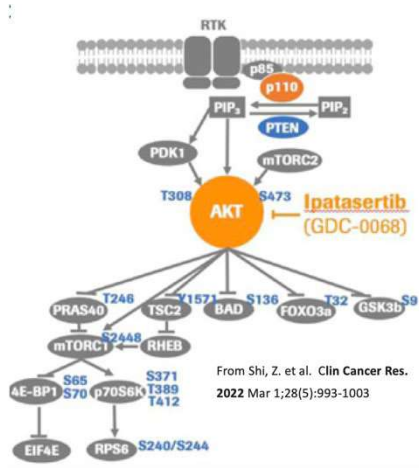 RTK
p85
p110
PIP3
PIP2
PTEN
PDK1
mTORC2
T308
S473
AKT
Ipatasertib
(GDC-0068)
T246
Y1571
S136
T32
S9
PRAS40
TSC2
BAD
FOXO3a
GSK3b
S2448
mTORC1
RHEB
4E-BP1
S65
S70
p70S6K
S371
T389
T412
From Shi, Z. et al. Clin Cancer Res.
2022 Mar 1;28(5):993-1003
EIF4E
RPS6
S240/S244